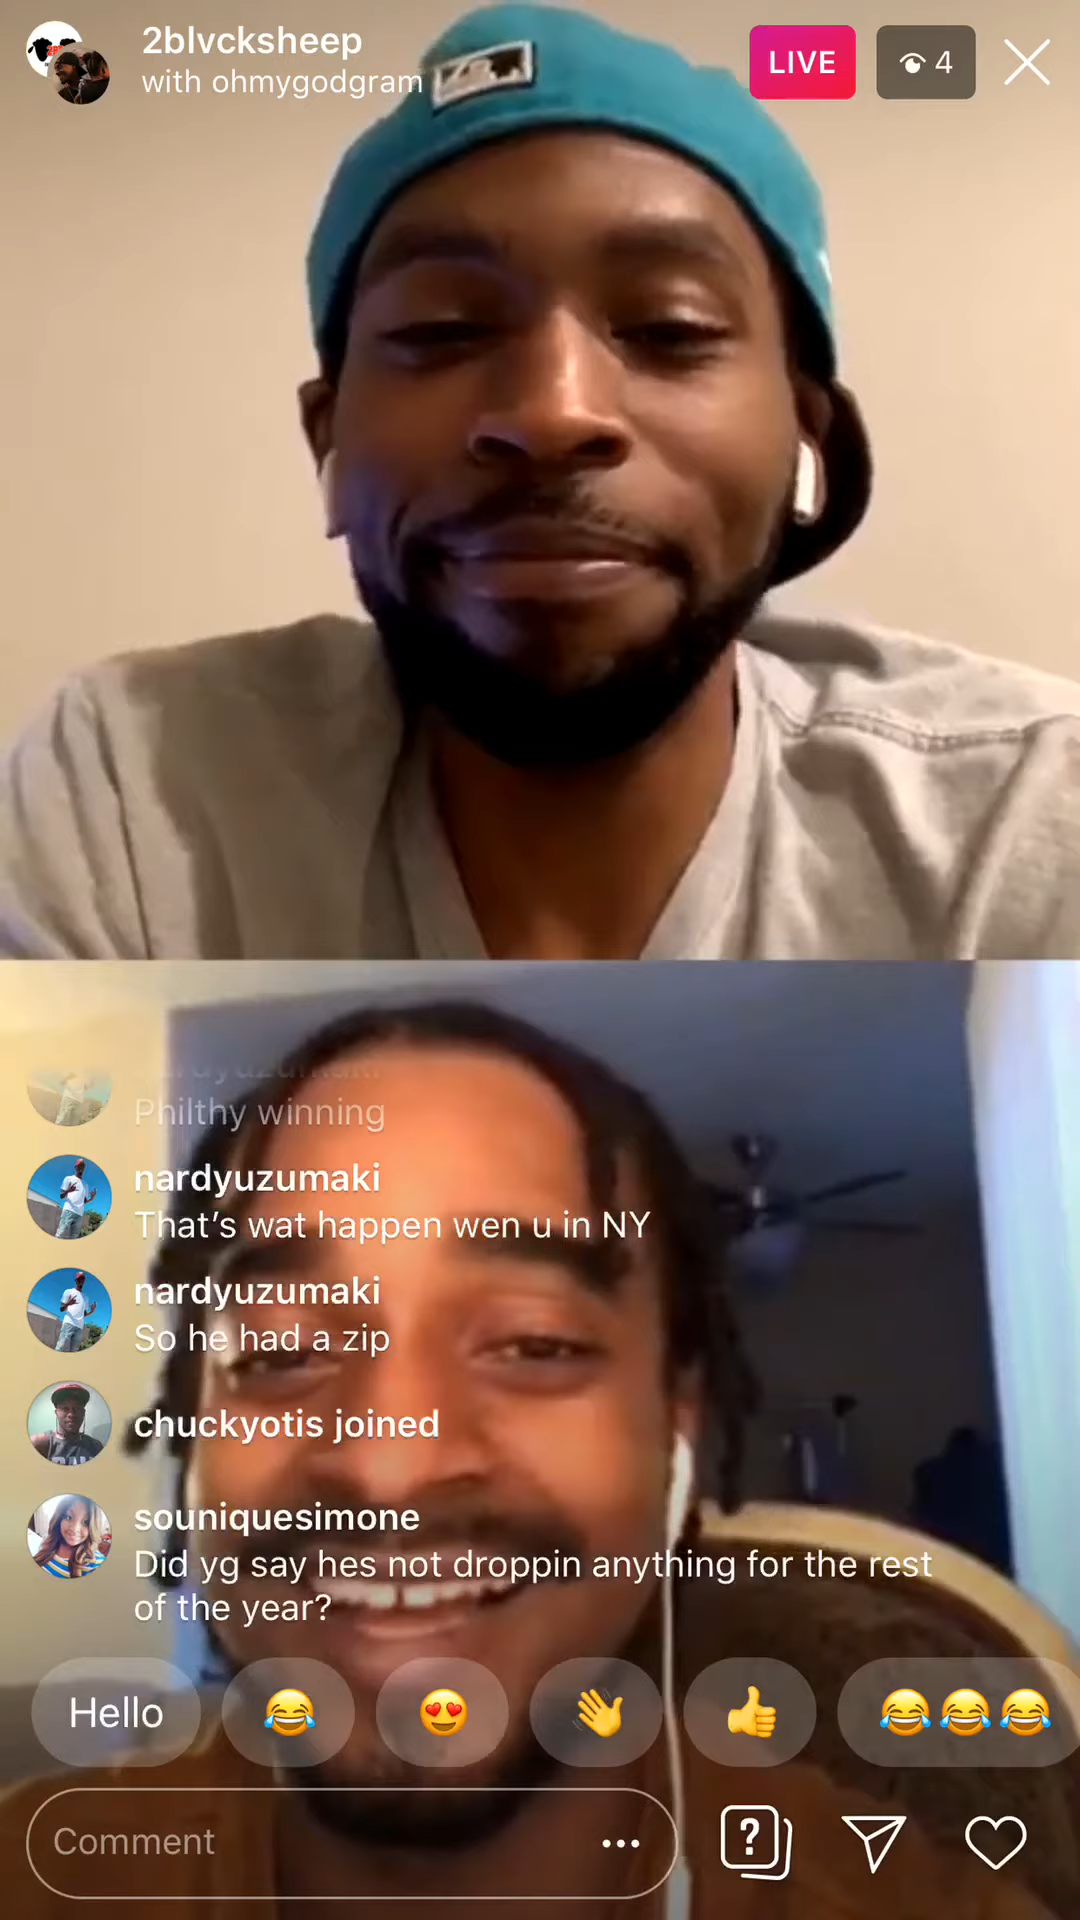 2blvcksheep
with ohmygodgram
LIVE
4
nardyuzumaki
Philthy winning
nardyuzumaki
That's wat happen wen u in NY
nardyuzumaki
So he had a zip
chuckyotis joined
souniquesimone
Did yg say hes not droppin anything for the rest
of the year?
Hello 😂 😍 👋 👍 😂😂😂
Comment